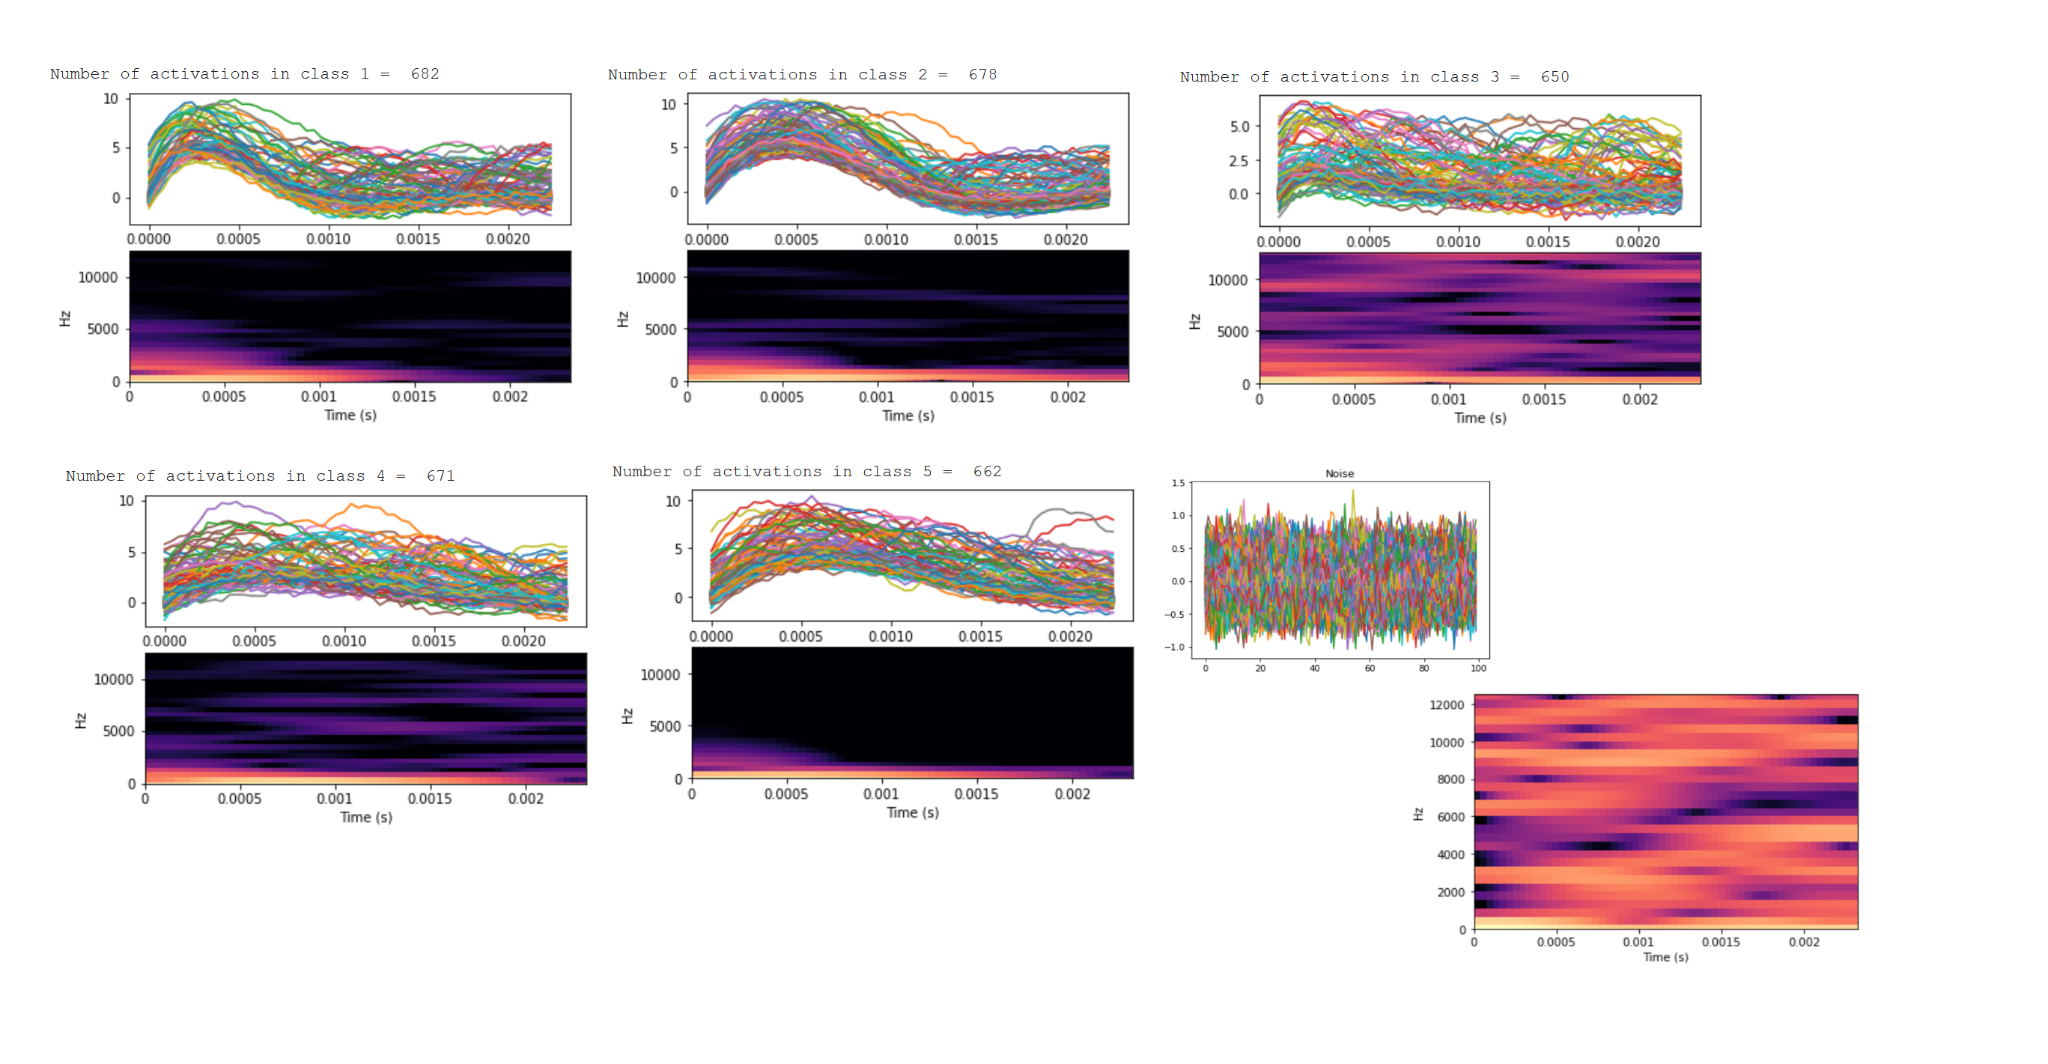 Number of activations in class 1 =  682
10
5
0
0.0000 0.0005 0.0010 0.0015 0.0020
10000
5000
0
Hz
0 0.0005 0.001 0.0015 0.002
Time (s)
Number of activations in class 2 =  678
10
5
0
0.0000 0.0005 0.0010 0.0015 0.0020
10000
5000
0
Hz
0 0.0005 0.001 0.0015 0.002
Time (s)
Number of activations in class 3 =  650
5.0
2.5
0.0
0.0000 0.0005 0.0010 0.0015 0.0020
10000
5000
0
Hz
0 0.0005 0.001 0.0015 0.002
Time (s)
Number of activations in class 4 =  671
10
5
0
0.0000 0.0005 0.0010 0.0015 0.0020
10000
5000
0
Hz
0 0.0005 0.001 0.0015 0.002
Time (s)
Number of activations in class 5 =  662
10
5
0
0.0000 0.0005 0.0010 0.0015 0.0020
10000
5000
0
Hz
0 0.0005 0.001 0.0015 0.002
Time (s)
Noise
1.5
1.0
0.5
0.0
−0.5
−1.0
0 20 40 60 80 100
12000
10000
8000
6000
4000
2000
0
Hz
0 0.0005 0.001 0.0015 0.002
Time (s)